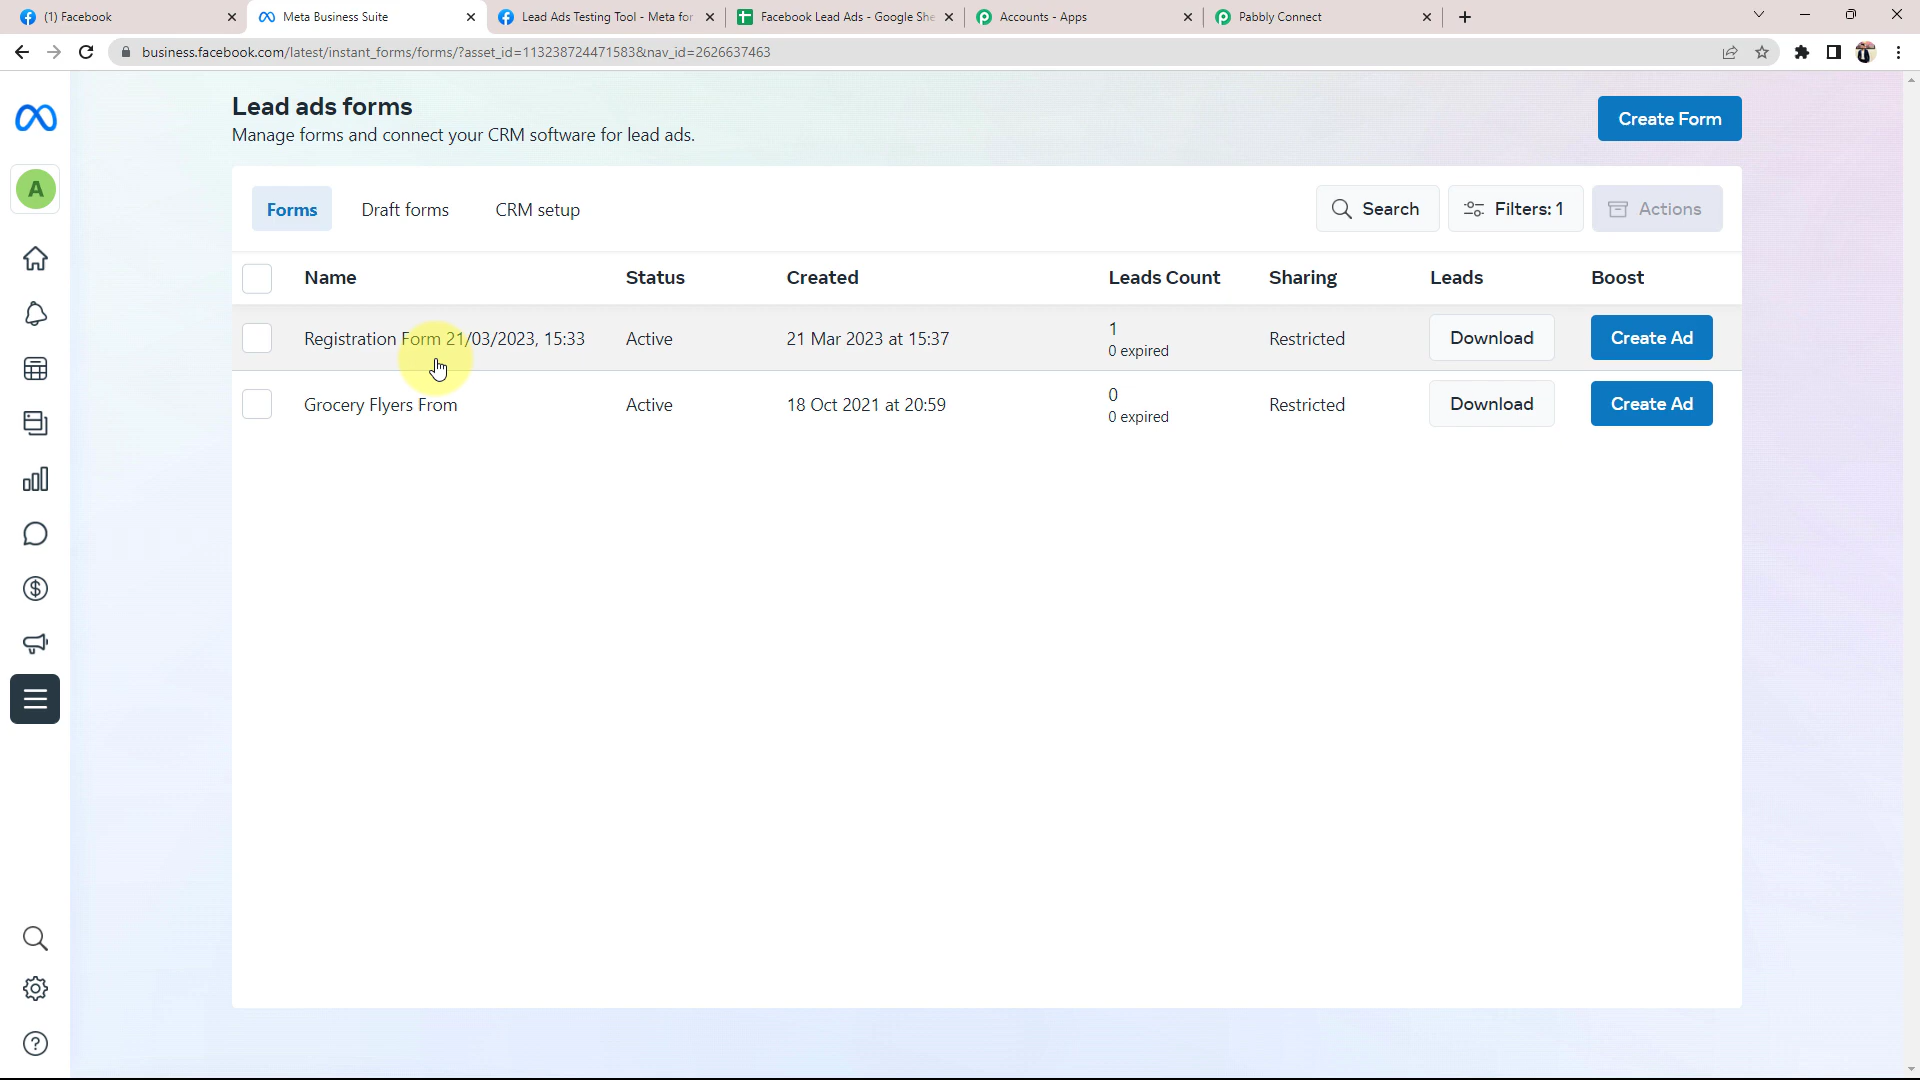 (1) Facebook
Meta Business Suite
Lead Ads Testing Tool - Meta for
Facebook Lead Ads - Google She
Accounts - Apps
Pabbly Connect
business.facebook.com/latest/instant_forms/forms/?asset_id=113238724471583&nav_id=2626637463
Lead ads forms
Manage forms and connect your CRM software for lead ads.
Create Form
A
Forms
Draft forms
CRM setup
Search
Filters: 1
Actions
Name Status Created Leads Count Sharing Leads Boost
Registration Form 21/03/2023, 15:33 Active 21 Mar 2023 at 15:37 1 Restricted Download Create Ad
0 expired
Grocery Flyers From Active 18 Oct 2021 at 20:59 0 Restricted Download Create Ad
0 expired